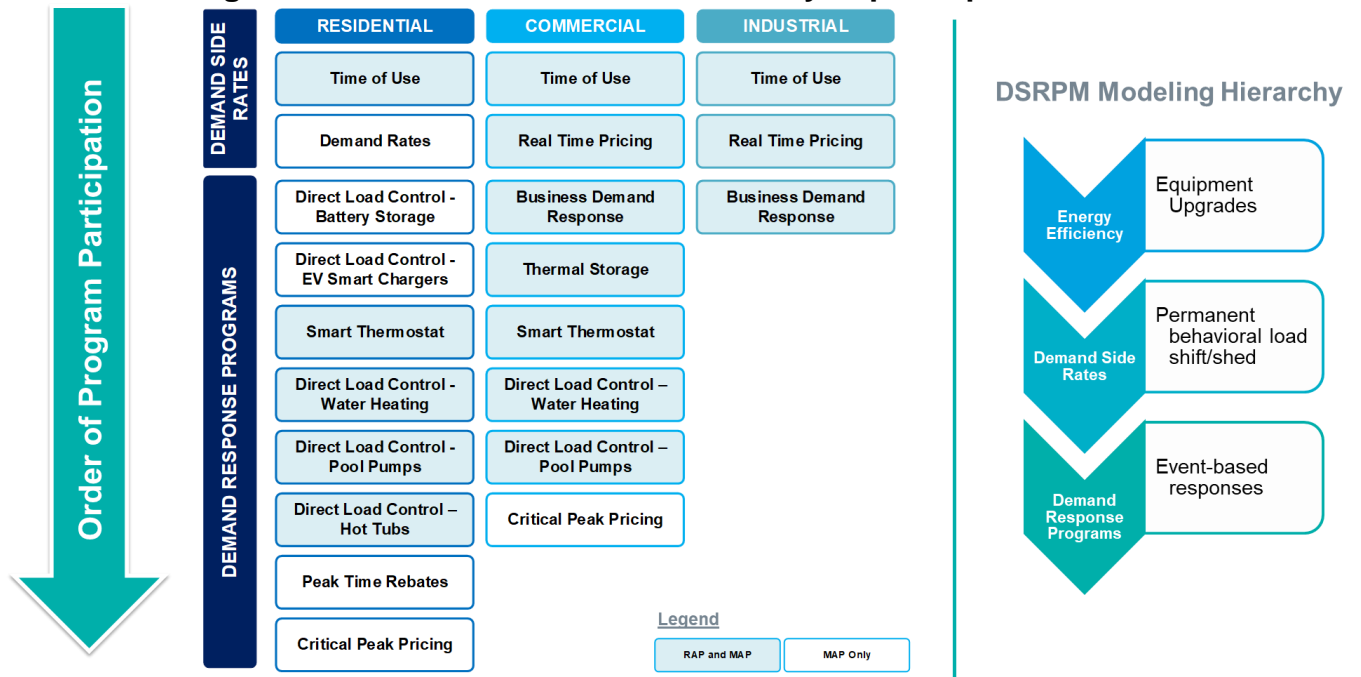 Order of Program Participation
DEMAND SIDE
RATES
DEMAND RESPONSE PROGRAMS
RESIDENTIAL
COMMERCIAL
INDUSTRIAL
Time of Use
Time of Use
Time of Use
Demand Rates
Real Time Pricing
Real Time Pricing
Direct Load Control -
Battery Storage
Business Demand
Response
Business Demand
Response
Direct Load Control -
EV Smart Chargers
Thermal Storage
Smart Thermostat
Smart Thermostat
Direct Load Control -
Water Heating
Direct Load Control –
Water Heating
Direct Load Control -
Pool Pumps
Direct Load Control –
Pool Pumps
Direct Load Control –
Hot Tubs
Critical Peak Pricing
Peak Time Rebates
Critical Peak Pricing
Legend
RAP and MAP
MAP Only
DSRPM Modeling Hierarchy
Energy
Efficiency
Equipment
Upgrades
Demand Side
Rates
Permanent
behavioral load
shift/shed
Demand
Response
Programs
Event-based
responses